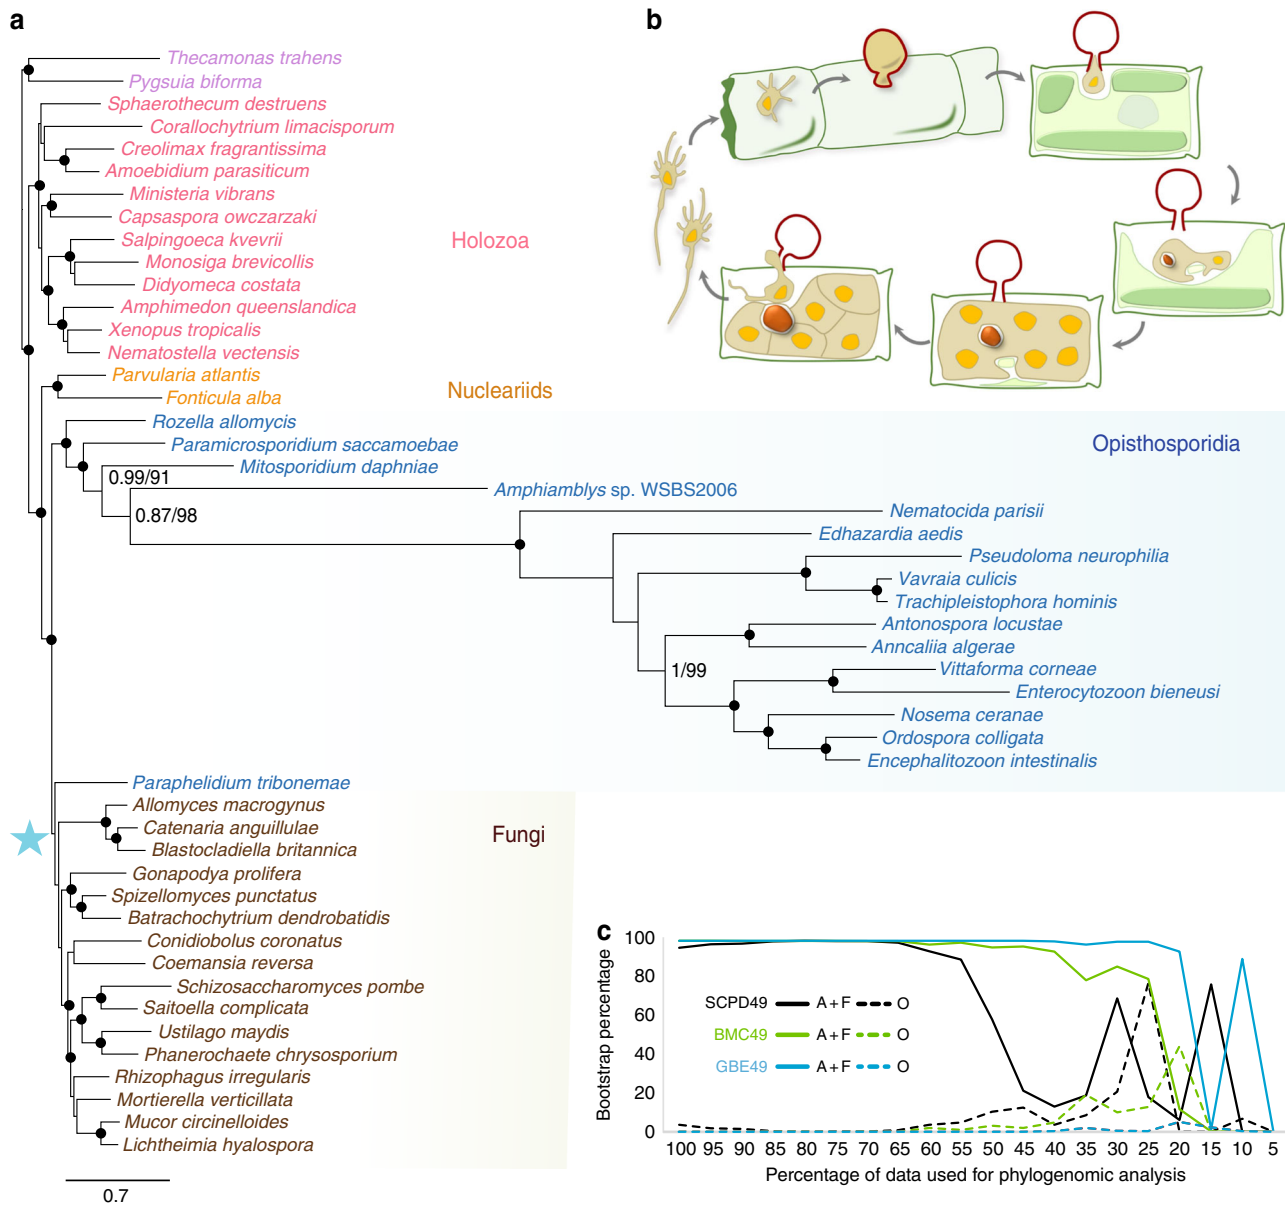 a
Thecamonas trahens
Pygsuia biforma
Sphaerothecum destruens
Corallochytrium limacisporum
Creolimax fragrantissima
Amoebidium parasiticum
Ministeria vibrans
Capsaspora owczarzaki
Salpingoeca kvevrii
Monosiga brevicollis
Didyomeca costata
Amphimedon queenslandica
Xenopus tropicalis
Nematostella vectensis
Holozoa
Parvularia atlantis
Fonticula alba
Nucleariids
Rozella allomycis
Paramicrosporidium saccamoebae
Mitosporidium daphniae
0.99/91
Amphiamblys sp. WSBS2006
0.87/98
Opisthosporidia
Nematocida parisii
Edhazardia aedis
Pseudoloma neurophilia
Vavraia culicis
Trachipleistophora hominis
Antonospora locustae
Anncaliia algerae
1/99
Vittaforma corneae
Enterocytozoon bieneusi
Nosema ceranae
Ordospora colligata
Encephalitozoon intestinalis
Paraphelidium tribonemae
Allomyces macrogynus
Catenaria anguillulae
Blastocladiella britannica
Fungi
Gonapodya prolifera
Spizellomyces punctatus
Batrachochytrium dendrobatidis
Conidiobolus coronatus
Coemansia reversa
Schizosaccharomyces pombe
Saitoella complicata
Ustilago maydis
Phanerochaete chrysosporium
Rhizophagus irregularis
Mortierella verticillata
Mucor circinelloides
Lichtheimia hyalospora
0.7
b
c
Bootstrap percentage
100
80
60
40
20
0
SCPD49 A+F O
BMC49 A+F O
GBE49 A+F O
100 95 90 85 80 75 70 65 60 55 50 45 40 35 30 25 20 15 10 5
Percentage of data used for phylogenomic analysis